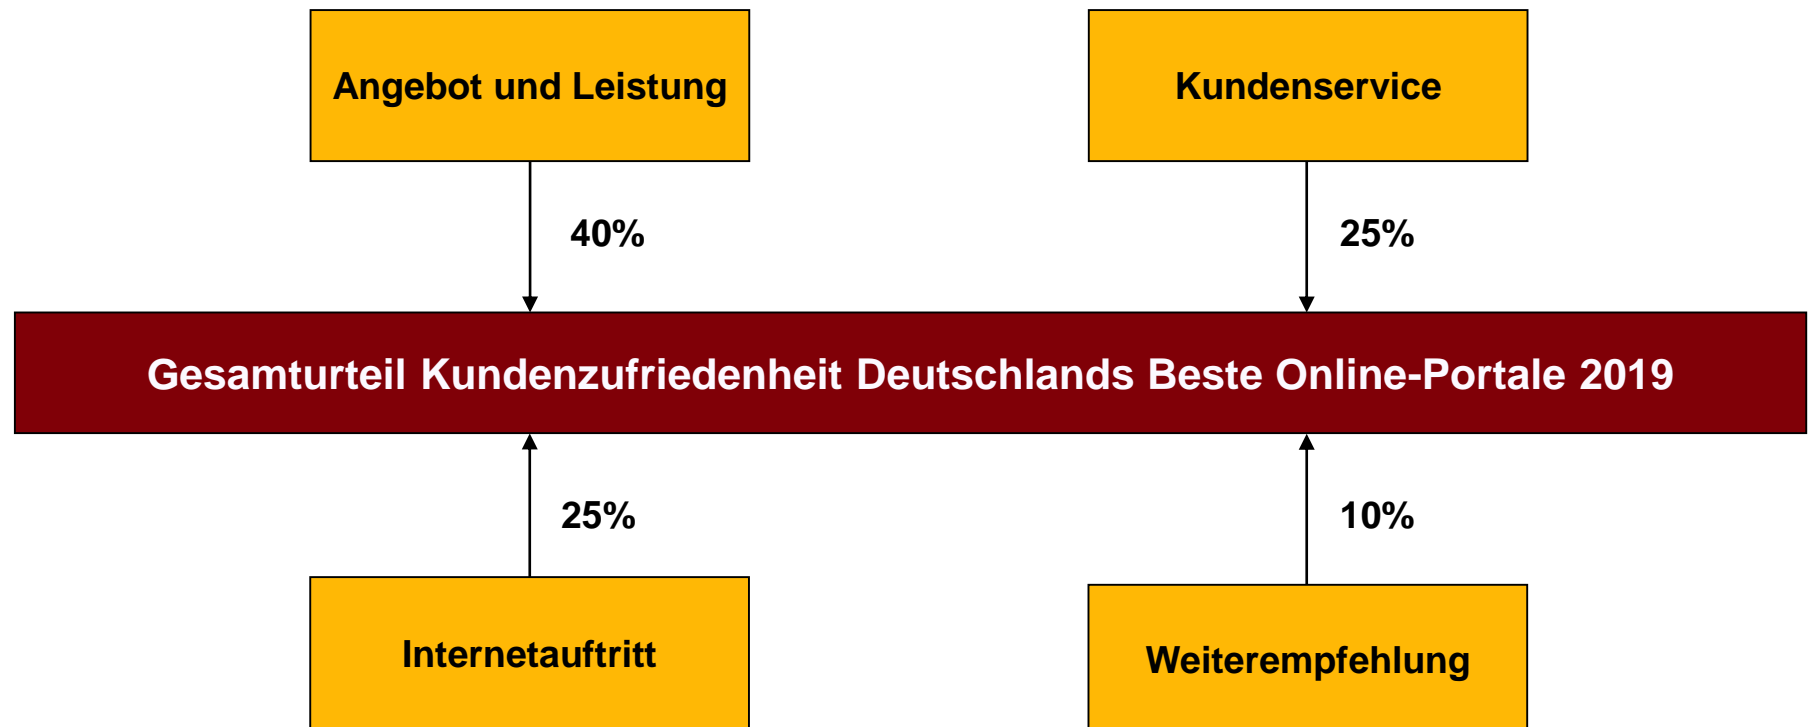 Angebot und Leistung
Kundenservice
40%
25%
Gesamturteil Kundenzufriedenheit Deutschlands Beste Online-Portale 2019
25%
10%
Internetauftritt
Weiterempfehlung